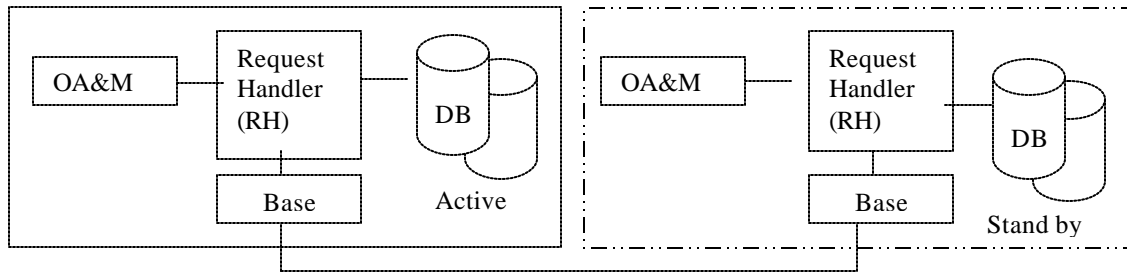 OA&M
Request
Handler
(RH)
DB
Base
Active
OA&M
Request
Handler
(RH)
DB
Base
Stand by